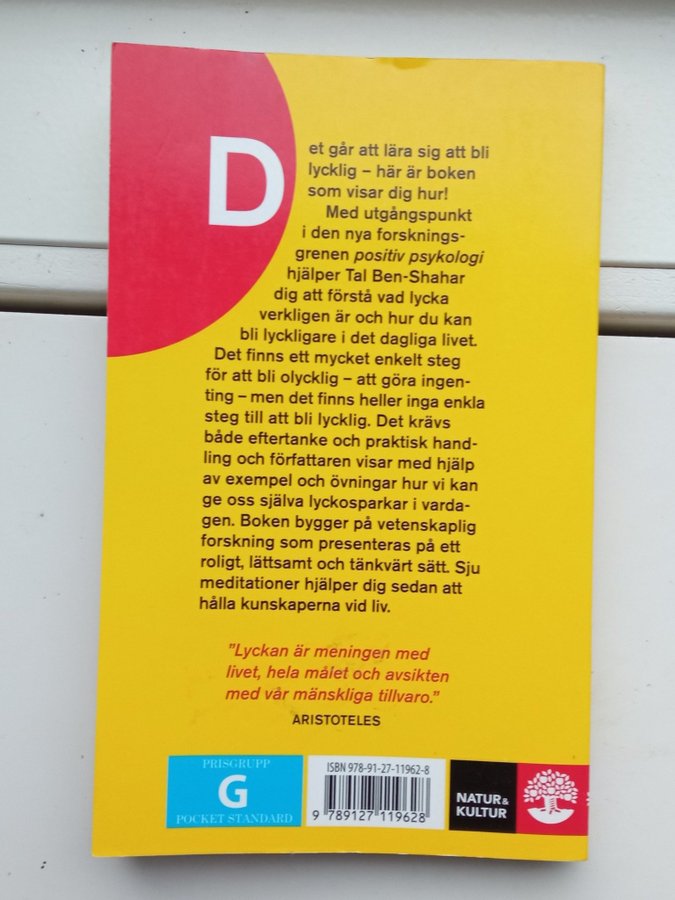 Det går att lära sig att bli
lycklig – här är boken
som visar dig hur!
Med utgångspunkt
i den nya forsknings-
grenen positiv psykologi
hjälper Tal Ben-Shahar
dig att förstå vad lycka
verkligen är och hur du kan
bli lyckligare i det dagliga livet.
Det finns ett mycket enkelt steg
för att bli olycklig – att göra ingen-
ting – men det finns heller inga enkla
steg till att bli lycklig. Det krävs
både eftertanke och praktisk hand-
ling och författaren visar med hjälp
av exempel och övningar hur vi kan
ge oss själva lyckosparkar i varda-
gen. Boken bygger på vetenskaplig
forskning som presenteras på ett
roligt, lättsamt och tänkvärt sätt. Sju
meditationer hjälper dig sedan att
hålla kunskaperna vid liv.
”Lyckan är meningen med
livet, hela målet och avsikten
med vår mänskliga tillvaro.”
ARISTOTELES
PRISGRUPP
G
POCKET STANDARD
ISBN 978-91-27-11962-8
9 789127 119628
NATUR &
KULTUR